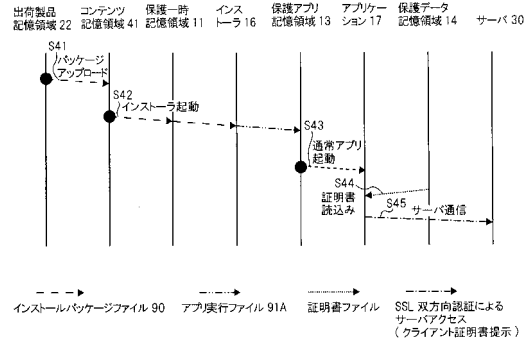 出荷製品
記憶領域 22
コンテンツ
記憶領域 41
保護一時
記憶領域 11
インス
トーラ 16
保護アプリ
記憶領域 13
アプリケー
ション 17
保護データ
記憶領域 14
サーバ 30
S41
パッケージ
アップロード
S42
インストーラ起動
S43
通常アプリ
起動
S44
証明書
読込み
S45
サーバ通信
インストールパッケージファイル 90
アプリ実行ファイル 91A
証明書ファイル
SSL 双方向認証による
サーバアクセス
(クライアント証明書提示)